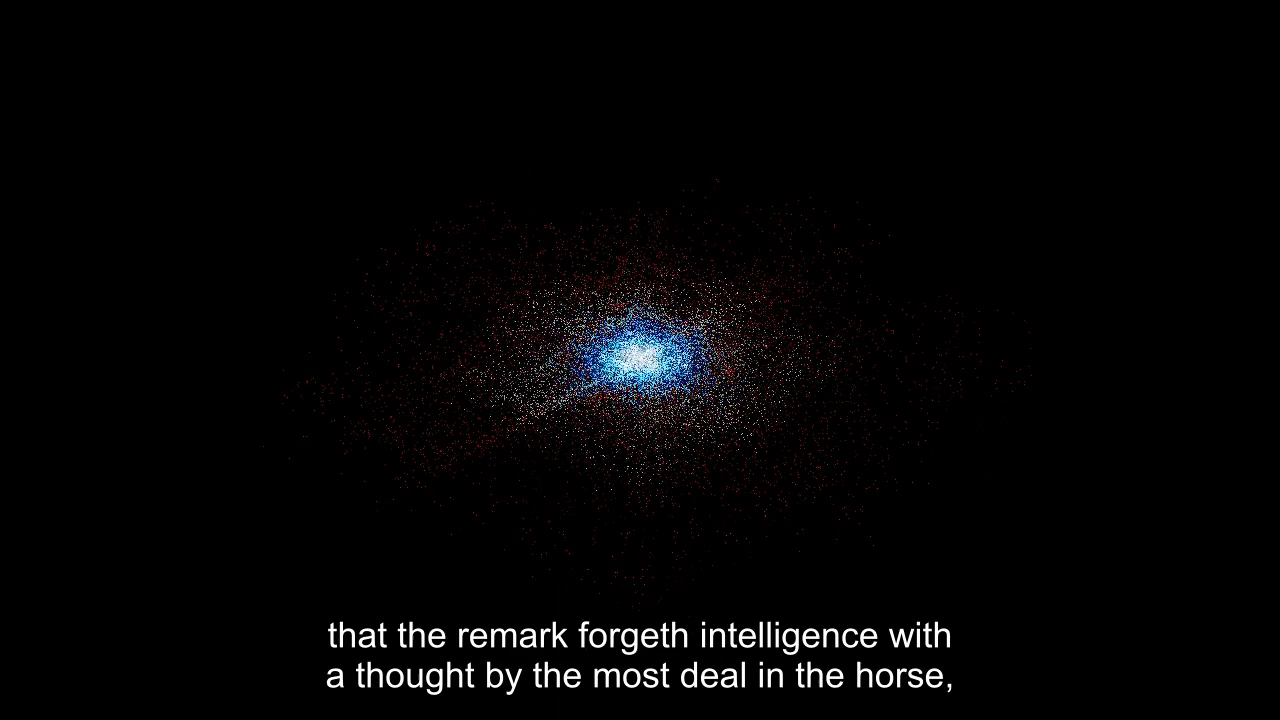 that the remark forgeth intelligence with
a thought by the most deal in the horse,